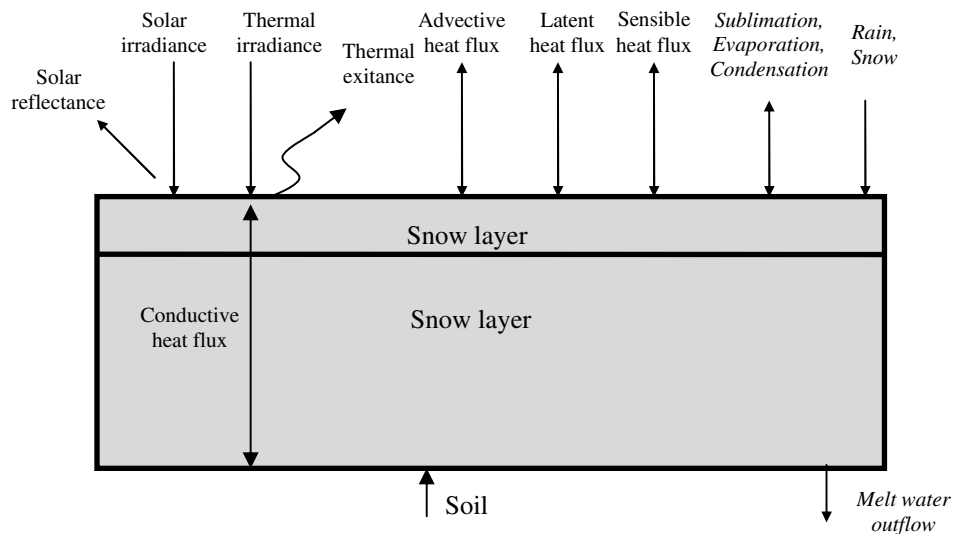 Solar
irradiance
Thermal
irradiance
Thermal
exitance
Solar
reflectance
Advective
heat flux
Latent
heat flux
Sensible
heat flux
Sublimation,
Evaporation,
Condensation
Rain,
Snow
Snow layer
Snow layer
Conductive
heat flux
Soil
Melt water
outflow